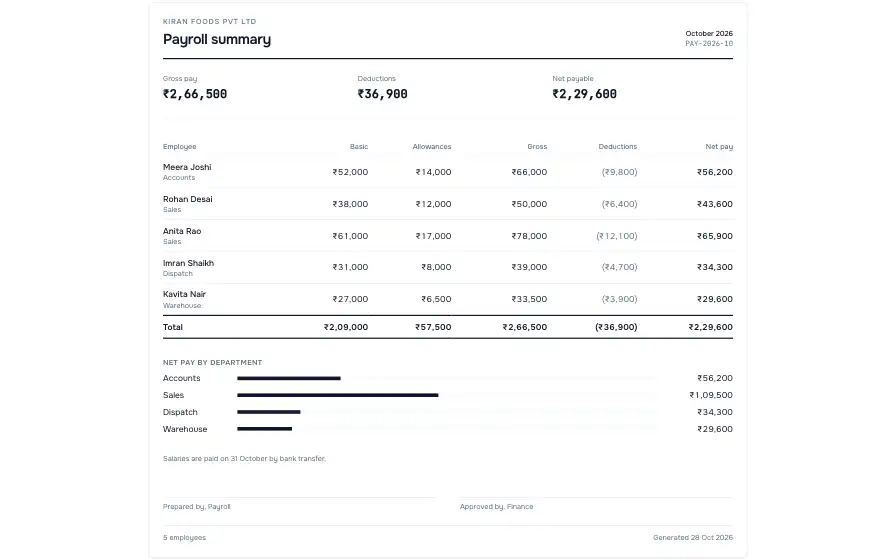 KIRAN FOODS PVT LTD
Payroll summary
October 2026
PAY-2026-10
Gross pay Deductions Net payable
₹2,66,500 ₹36,900 ₹2,29,600
Employee Basic Allowances Gross Deductions Net pay
Meera Joshi ₹52,000 ₹14,000 ₹66,000 (₹9,800) ₹56,200
Accounts
Rohan Desai ₹38,000 ₹12,000 ₹50,000 (₹6,400) ₹43,600
Sales
Anita Rao ₹61,000 ₹17,000 ₹78,000 (₹12,100) ₹65,900
Sales
Imran Shaikh ₹31,000 ₹8,000 ₹39,000 (₹4,700) ₹34,300
Dispatch
Kavita Nair ₹27,000 ₹6,500 ₹33,500 (₹3,900) ₹29,600
Warehouse
Total ₹2,09,000 ₹57,500 ₹2,66,500 (₹36,900) ₹2,29,600
NET PAY BY DEPARTMENT
Accounts ₹56,200
Sales ₹1,09,500
Dispatch ₹34,300
Warehouse ₹29,600
Salaries are paid on 31 October by bank transfer.
Prepared by, Payroll Approved by, Finance
5 employees Generated 28 Oct 2026